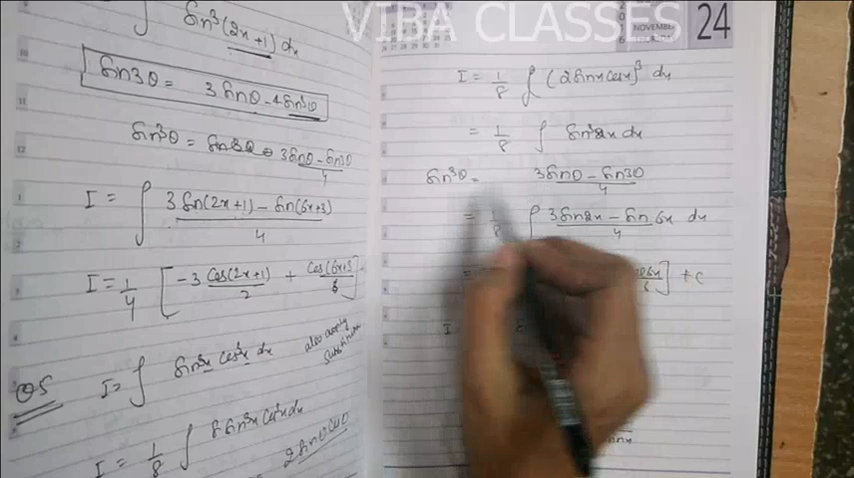 VIBA CLASSES
NOVEMBER
24
∫ Sin³(2x+1) dx
Sin3θ = 3Sinθ - 4Sin³θ
Sin³θ = 3Sinθ - Sin3θ / 4
I = ∫ 3Sin(2x+1) - Sin(6x+3) / 4
I = 1/4 [ -3 Cos(2x+1)/2 + Cos(6x+3)/6 ]
Q5 I = ∫ Sin³x Cos³x dx
also apply
I = 1/8 ∫ 8Sin³x Cos³x dx
2SinθCosθ
I = 1/8 ∫ (2SinxCosx)³ dx
= 1/8 ∫ Sin³2x dx
Sin³θ = 3Sinθ - Sin3θ / 4
= 1/8 ∫ 3Sin2x - Sin6x / 4 dx
6x/6 ] + C
I